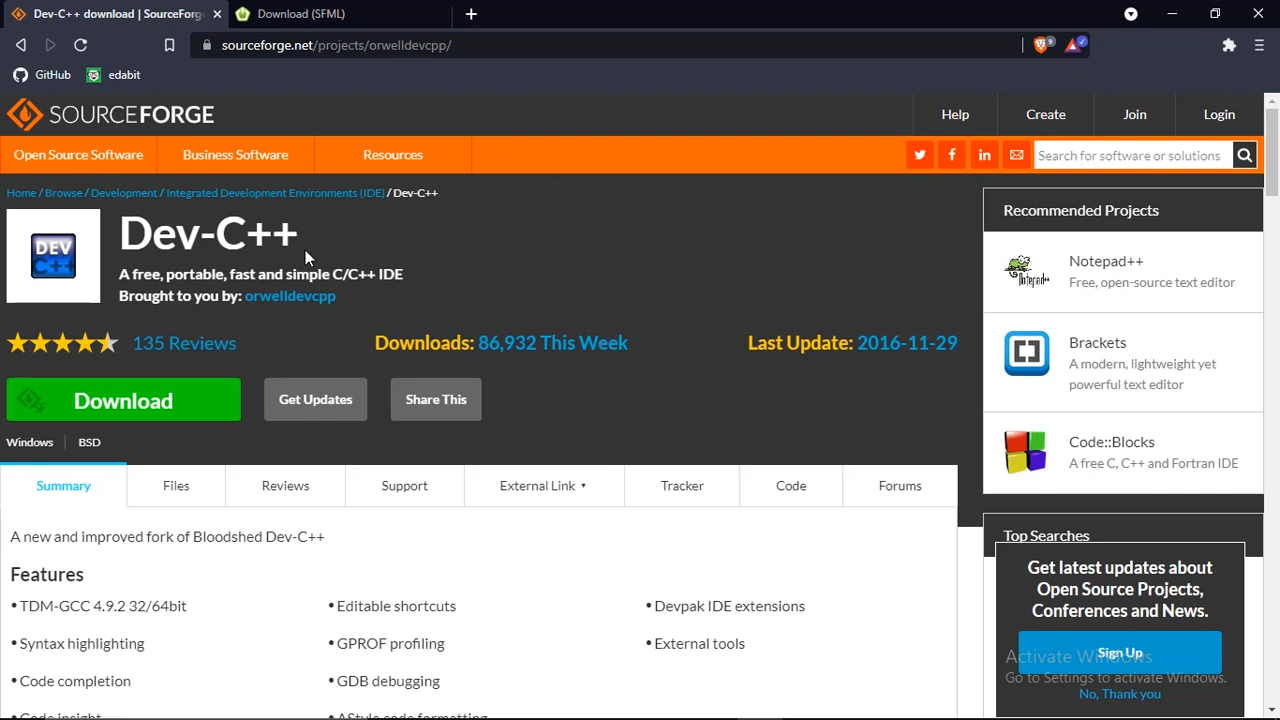 Dev-C++ download | SourceForge
Download (SFML)
sourceforge.net/projects/orwelldevcpp/
9
GitHub
edabit
SOURCEFORGE
Help
Create
Join
Login
Open Source Software
Business Software
Resources
Search for software or solutions
Home / Browse / Development / Integrated Development Environments (IDE) / Dev-C++
DEV
C++
Dev-C++
A free, portable, fast and simple C/C++ IDE
Brought to you by: orwelldevcpp
135 Reviews
Downloads: 86,932 This Week
Last Update: 2016-11-29
SF
Download
Get Updates
Share This
Windows
BSD
Summary
Files
Reviews
Support
External Link
Tracker
Code
Forums
A new and improved fork of Bloodshed Dev-C++
Features
• TDM-GCC 4.9.2 32/64bit
• Editable shortcuts
• Devpak IDE extensions
• Syntax highlighting
• GPROF profiling
• External tools
• Code completion
• GDB debugging
• Code insight
• AStyle code formatting
Recommended Projects
Notepad++
Notepad++
Free, open-source text editor
Brackets
A modern, lightweight yet
powerful text editor
Code::Blocks
A free C, C++ and Fortran IDE
Top Searches
Get latest updates about
Open Source Projects,
Conferences and News.
Sign Up
No, Thank you
Activate Windows
Go to Settings to activate Windows.